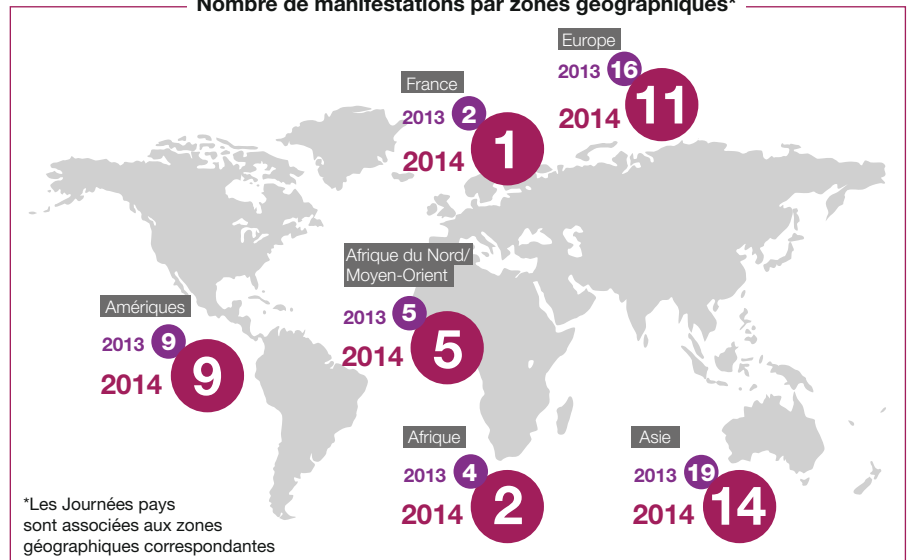 Nombre de manifestations par zones géographiques*
Europe
2013 16
2014 11
France
2013 2
2014 1
Afrique du Nord/
Moyen-Orient
2013 5
2014 5
Amériques
2013 9
2014 9
Afrique
2013 4
2014 2
Asie
2013 19
2014 14
*Les Journées pays
sont associées aux zones
géographiques correspondantes